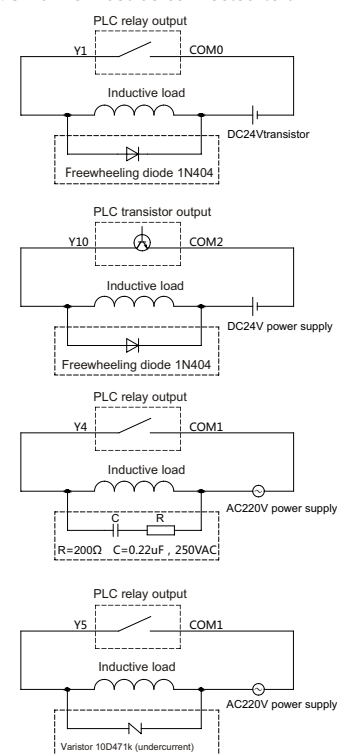 PLC relay output
Y1 COM0
Inductive load
DC24Vtransistor
Freewheeling diode 1N404
PLC transistor output
Y10 COM2
Inductive load
DC24V power supply
Freewheeling diode 1N404
PLC relay output
Y4 COM1
Inductive load
C R
AC220V power supply
R=200Ω C=0.22uF , 250VAC
PLC relay output
Y5 COM1
Inductive load
AC220V power supply
Varistor 10D471k (undercurrent)